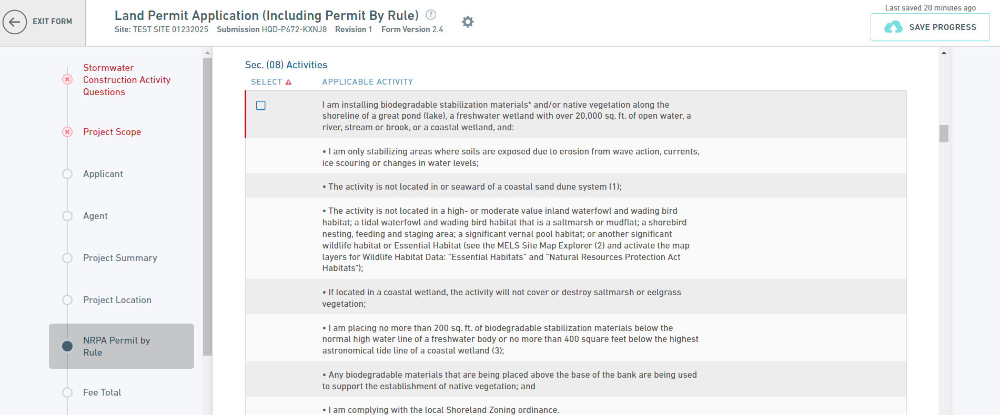 EXIT FORM
Land Permit Application (Including Permit By Rule) ?
Site: TEST SITE 01232025 Submission HQD-P672-KXNJ8 Revision 1 Form Version 2.4
Last saved 20 minutes ago
SAVE PROGRESS
Stormwater
Construction Activity
Questions
Project Scope
Applicant
Agent
Project Summary
Project Location
NRPA Permit by
Rule
Fee Total
Sec. (08) Activities
SELECT APPLICABLE ACTIVITY
I am installing biodegradable stabilization materials* and/or native vegetation along the
shoreline of a great pond (lake), a freshwater wetland with over 20,000 sq. ft. of open water, a
river, stream or brook, or a coastal wetland, and:
• I am only stabilizing areas where soils are exposed due to erosion from wave action, currents,
ice scouring or changes in water levels;
• The activity is not located in or seaward of a coastal sand dune system (1);
• The activity is not located in a high- or moderate value inland waterfowl and wading bird
habitat; a tidal waterfowl and wading bird habitat that is a saltmarsh or mudflat; a shorebird
nesting, feeding and staging area; a significant vernal pool habitat; or another significant
wildlife habitat or Essential Habitat (see the MELS Site Map Explorer (2) and activate the map
layers for Wildlife Habitat Data: “Essential Habitats” and “Natural Resources Protection Act
Habitats");
• If located in a coastal wetland, the activity will not cover or destroy saltmarsh or eelgrass
vegetation;
• I am placing no more than 200 sq. ft. of biodegradable stabilization materials below the
normal high water line of a freshwater body or no more than 400 square feet below the highest
astronomical tide line of a coastal wetland (3);
• Any biodegradable materials that are being placed above the base of the bank are being used
to support the establishment of native vegetation; and
• I am complying with the local Shoreland Zoning ordinance.